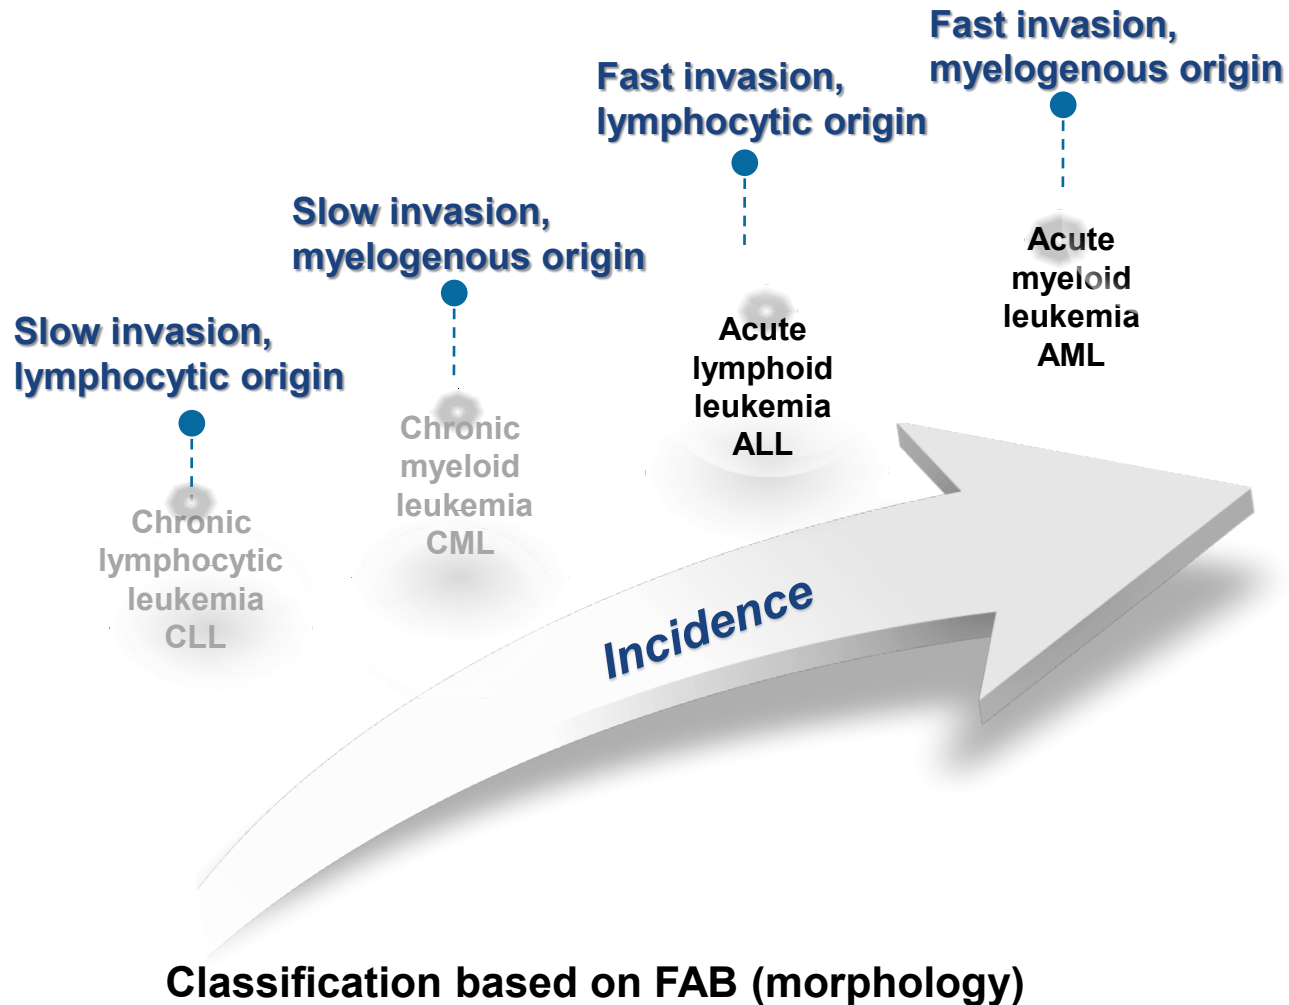 Fast invasion,
myelogenous origin
Fast invasion,
lymphocytic origin
Slow invasion,
myelogenous origin
Slow invasion,
lymphocytic origin
Acute
myeloid
leukemia
AML
Acute
lymphoid
leukemia
ALL
Chronic
myeloid
leukemia
CML
Chronic
lymphocytic
leukemia
CLL
Incidence
Classification based on FAB (morphology)